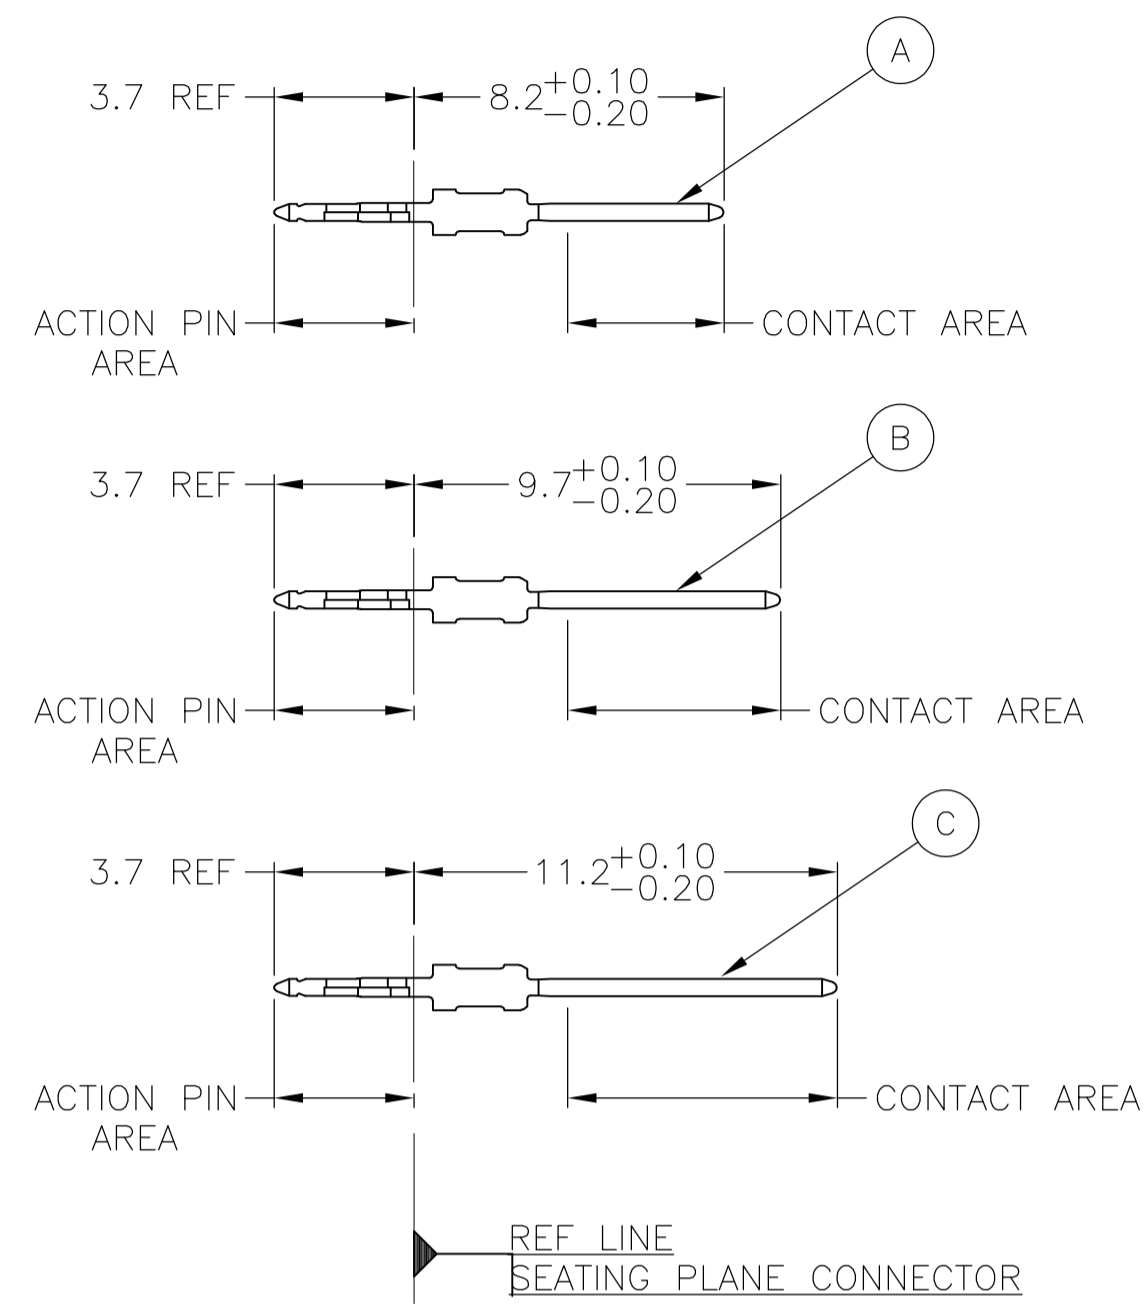 A
3.7 REF
8.2 +0.10 -0.20
ACTION PIN
AREA
CONTACT AREA
B
3.7 REF
9.7 +0.10 -0.20
ACTION PIN
AREA
CONTACT AREA
C
3.7 REF
11.2 +0.10 -0.20
ACTION PIN
AREA
CONTACT AREA
REF LINE
SEATING PLANE CONNECTOR